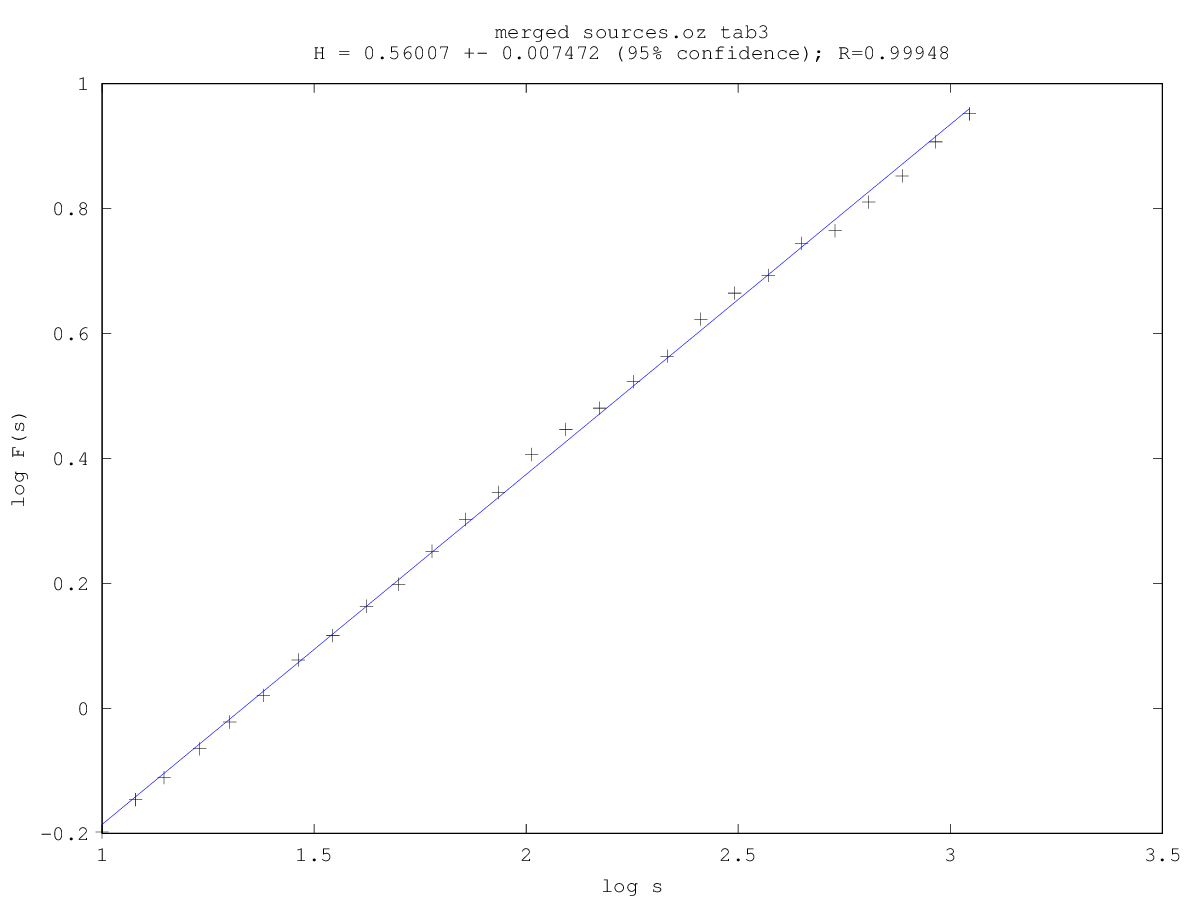 merged sources.oz tab3
H = 0.56007 +- 0.007472 (95% confidence); R=0.99948
1
0.8
0.6
0.4
0.2
0
-0.2
log F(s)
1 1.5 2 2.5 3 3.5
log s